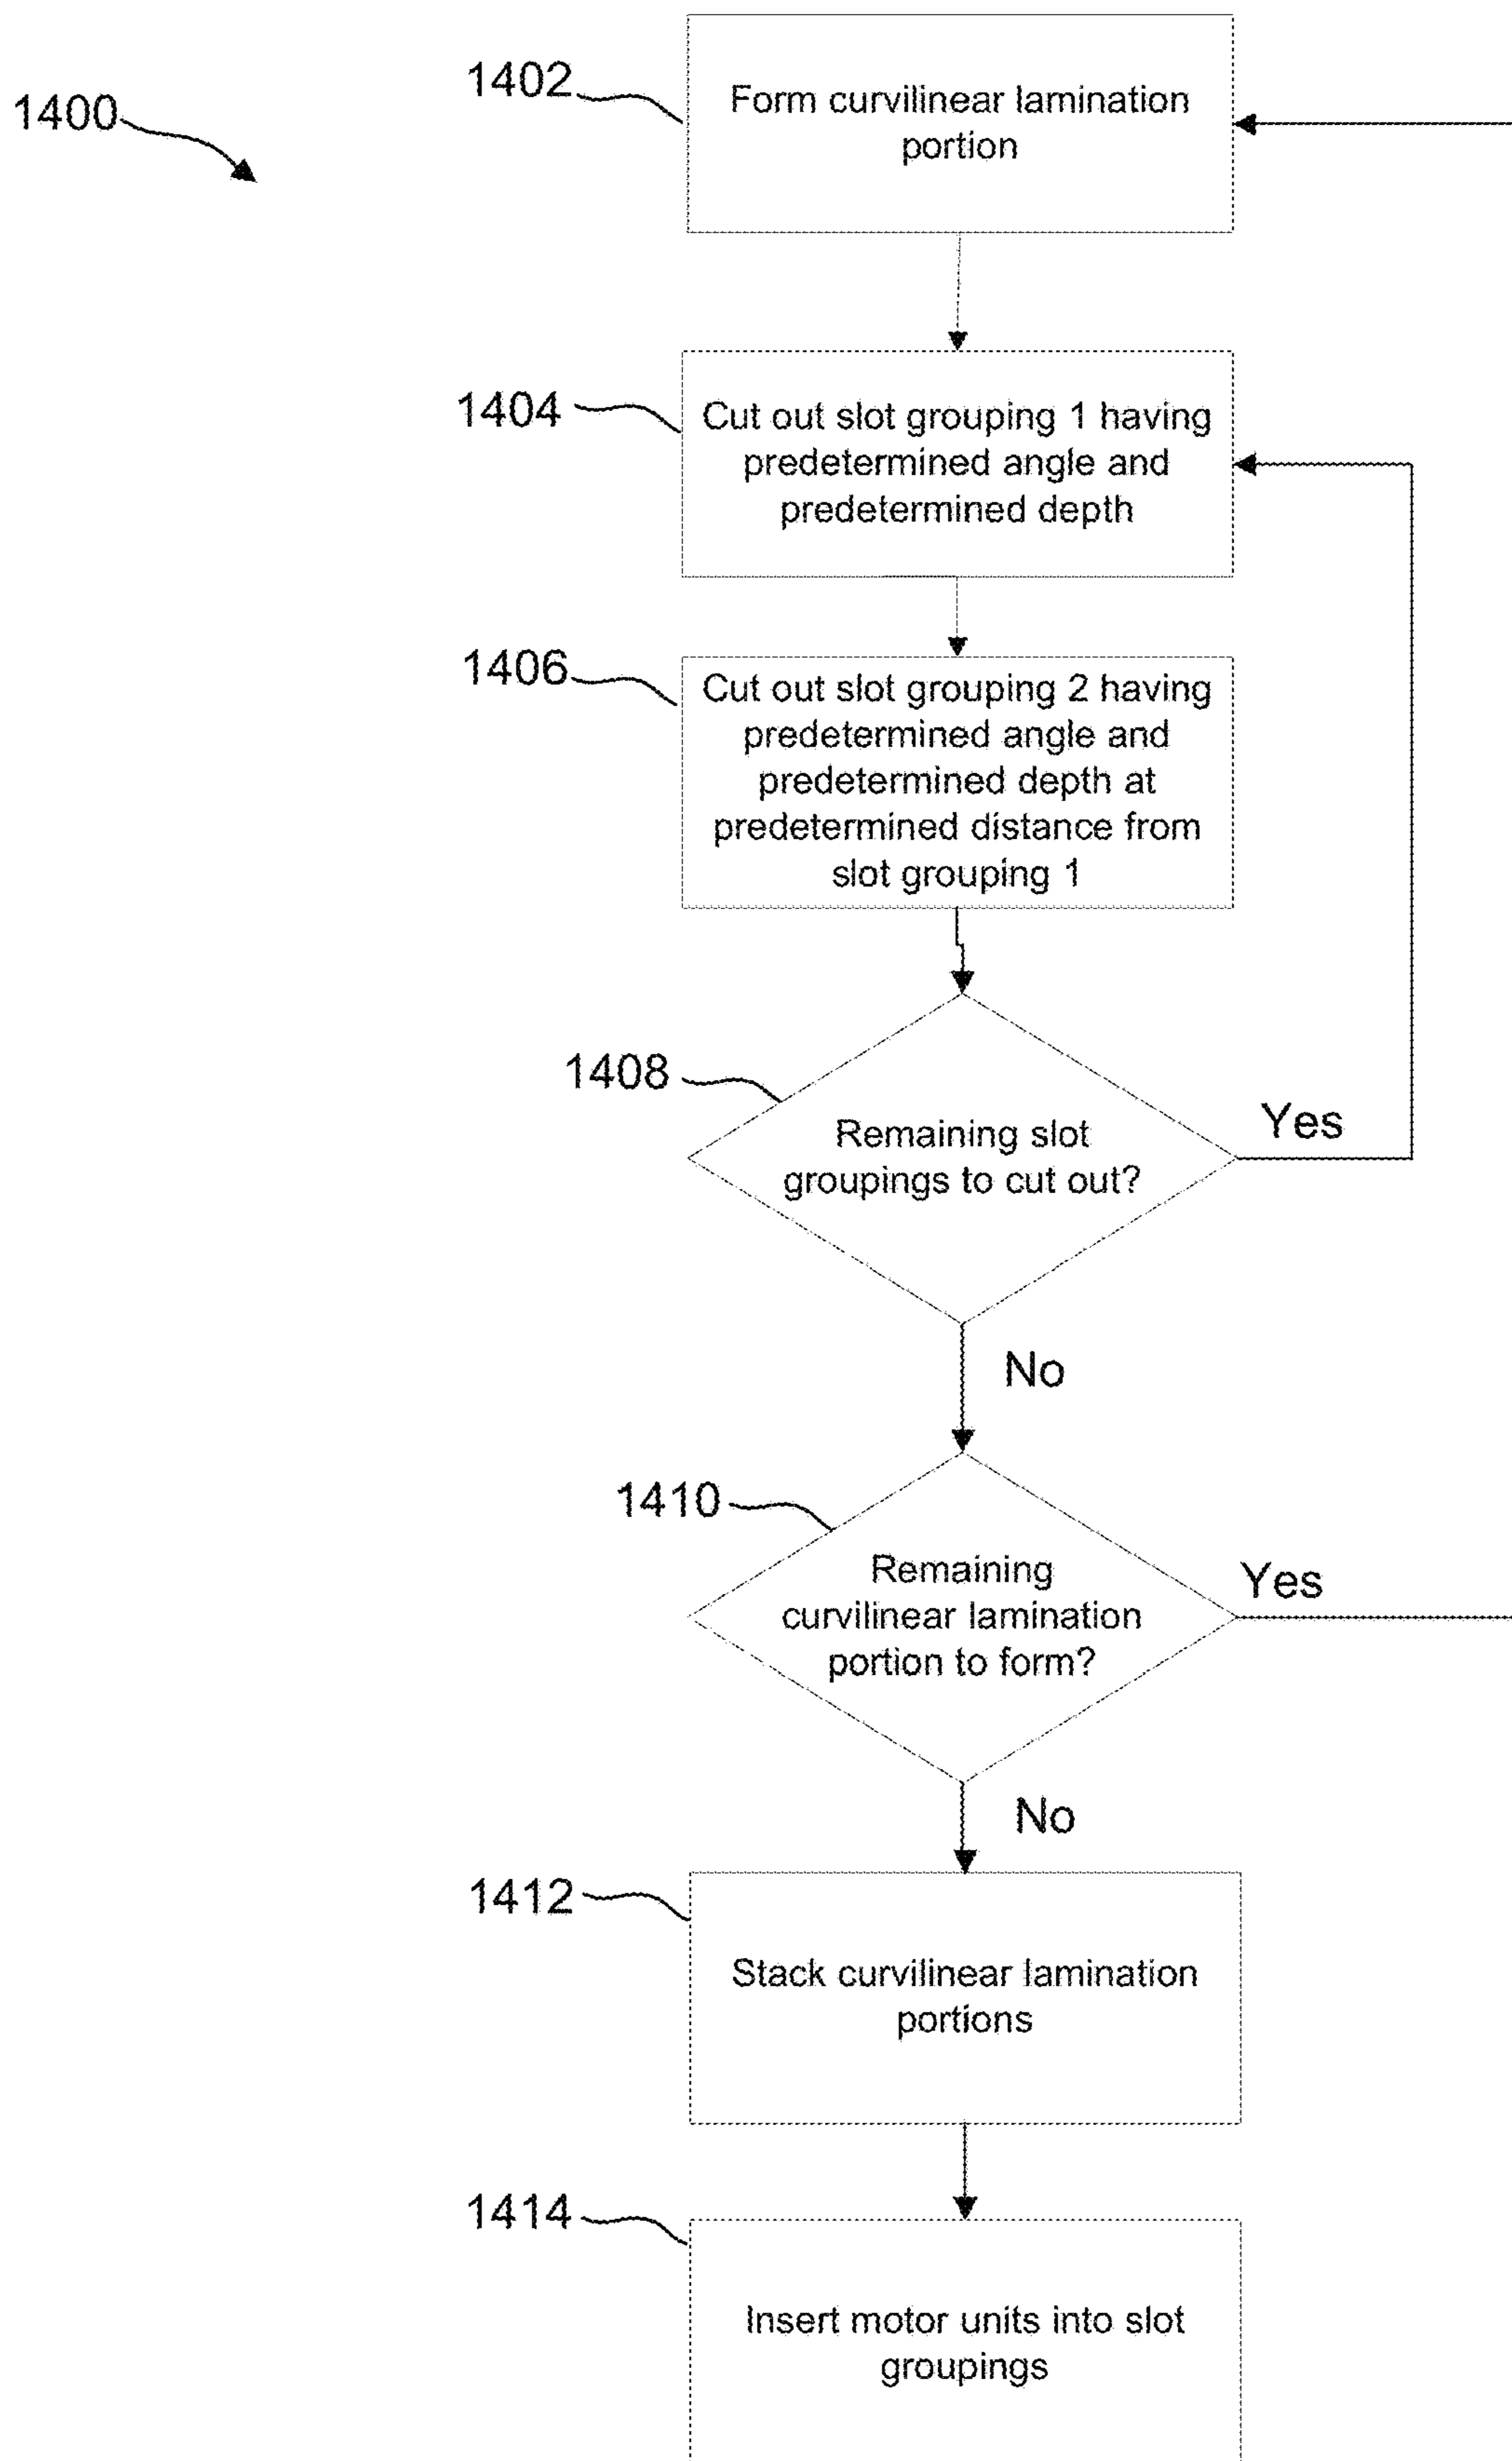 1400
1402
Form curvilinear lamination
portion
1404
Cut out slot grouping 1 having
predetermined angle and
predetermined depth
1406
Cut out slot grouping 2 having
predetermined angle and
predetermined depth at
predetermined distance from
slot grouping 1
1408
Remaining slot
groupings to cut out?
Yes
No
1410
Remaining
curvilinear lamination
portion to form?
Yes
No
1412
Stack curvilinear lamination
portions
1414
Insert motor units into slot
groupings